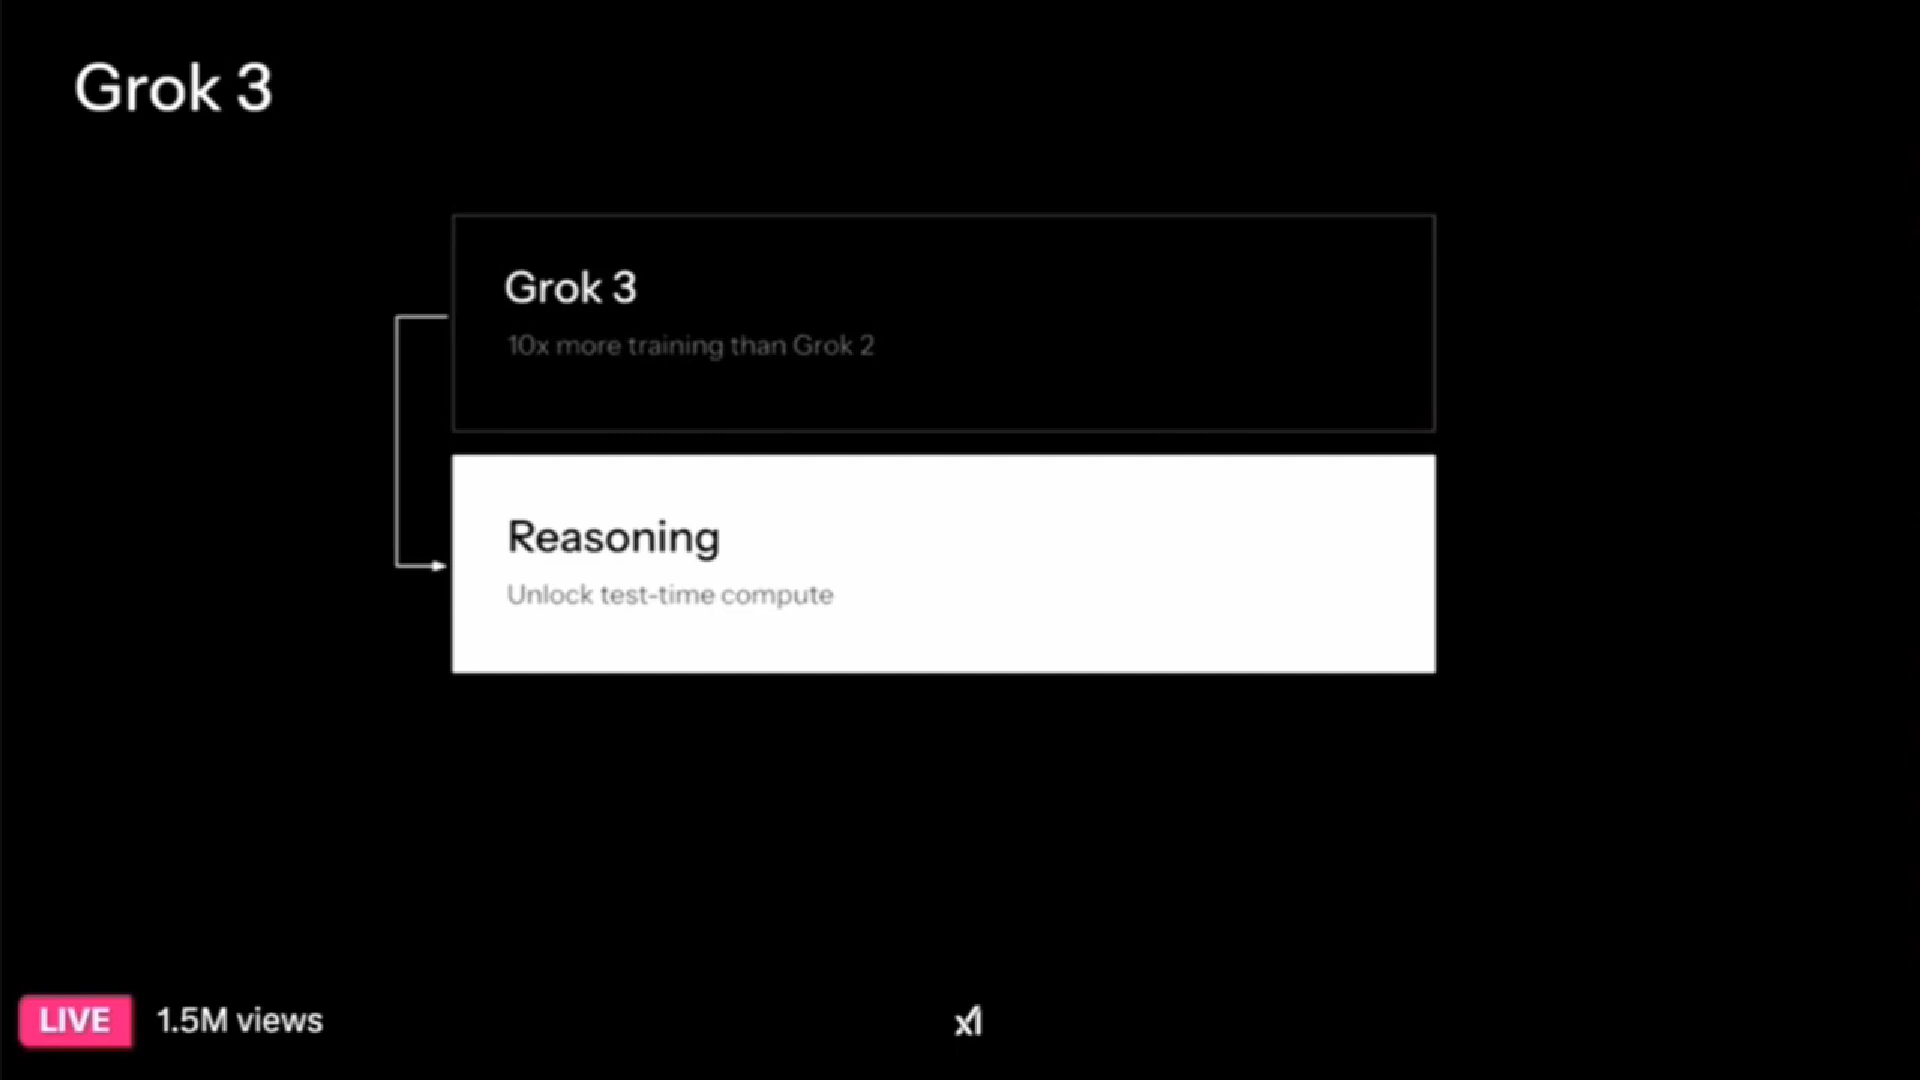 Grok 3
Grok 3
10x more training than Grok 2
Reasoning
Unlock test-time compute
LIVE 1.5M views
xI